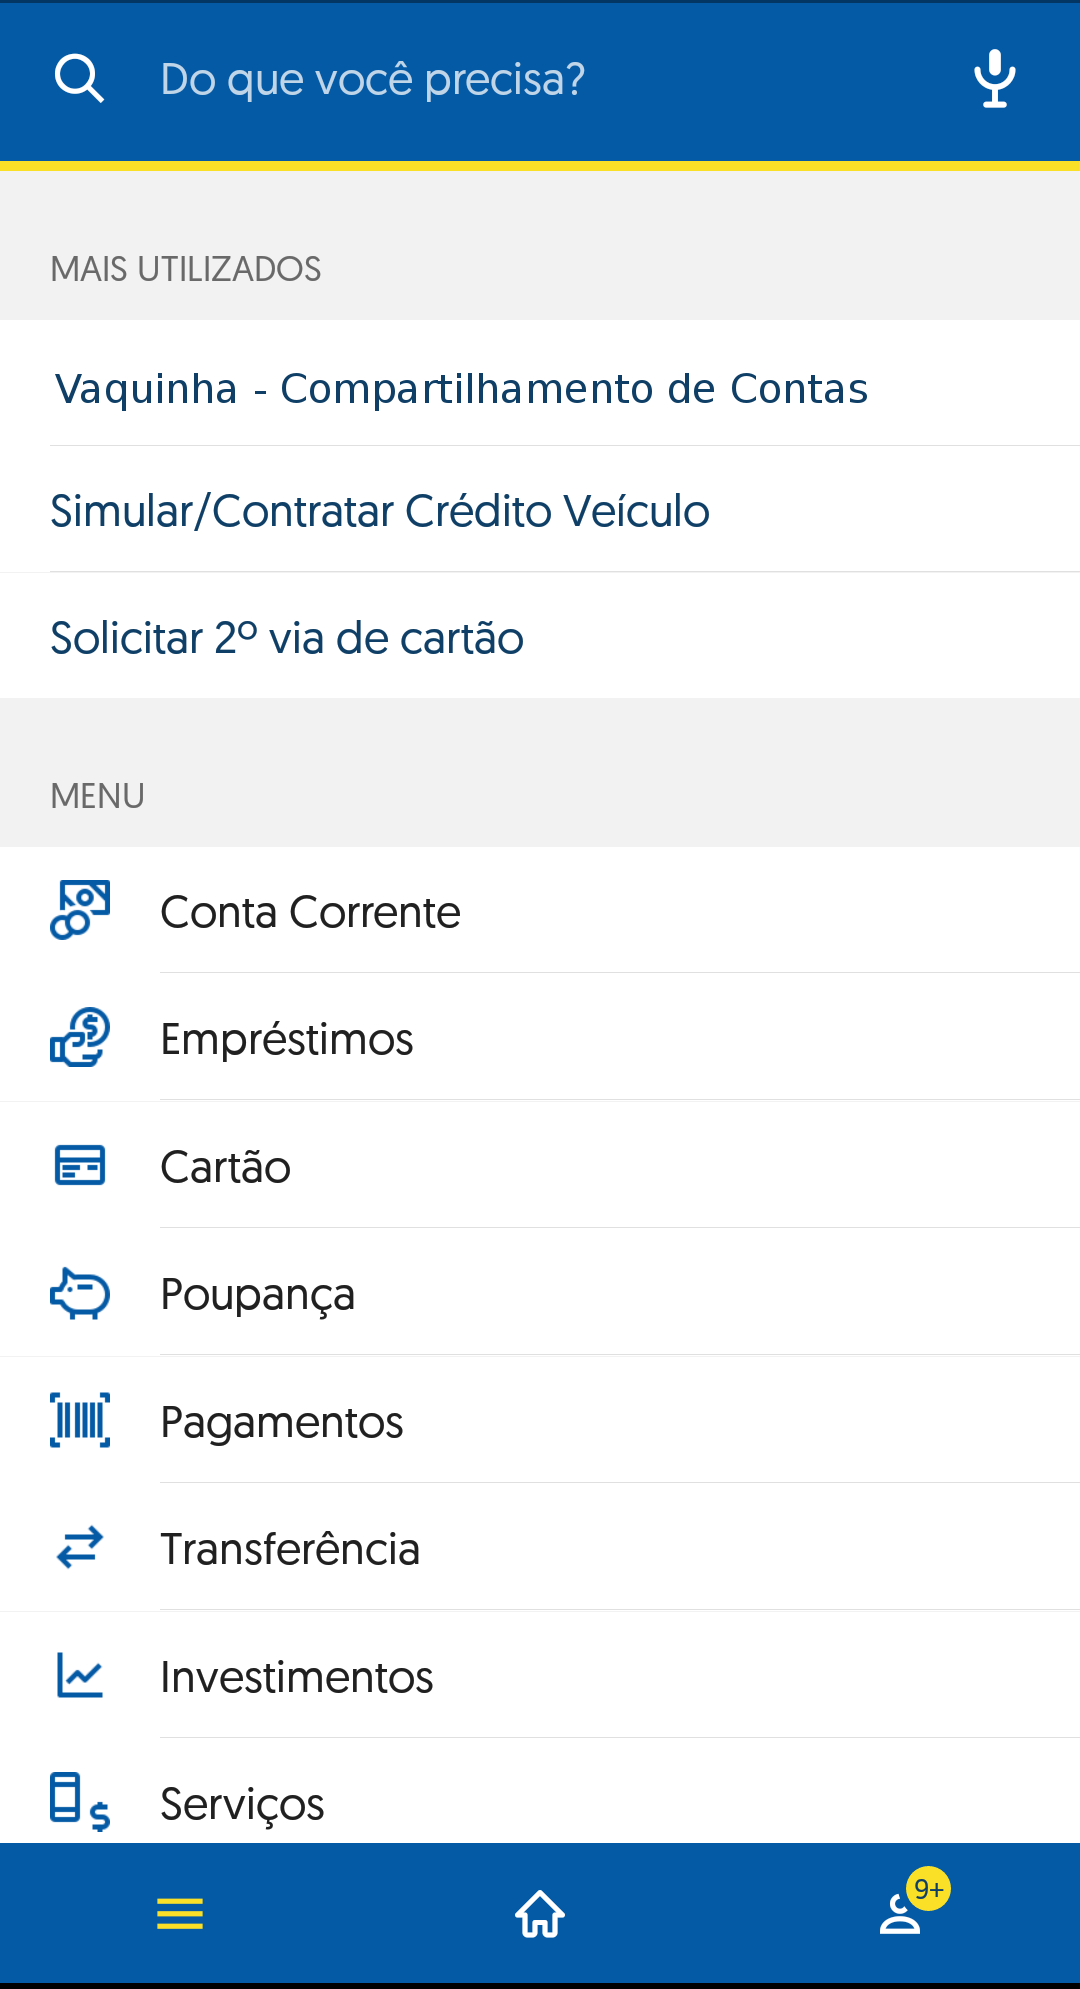 Do que você precisa?
MAIS UTILIZADOS
Vaquinha - Compartilhamento de Contas
Simular/Contratar Crédito Veículo
Solicitar 2º via de cartão
MENU
Conta Corrente
Empréstimos
Cartão
Poupança
Pagamentos
Transferência
Investimentos
Serviços
9+